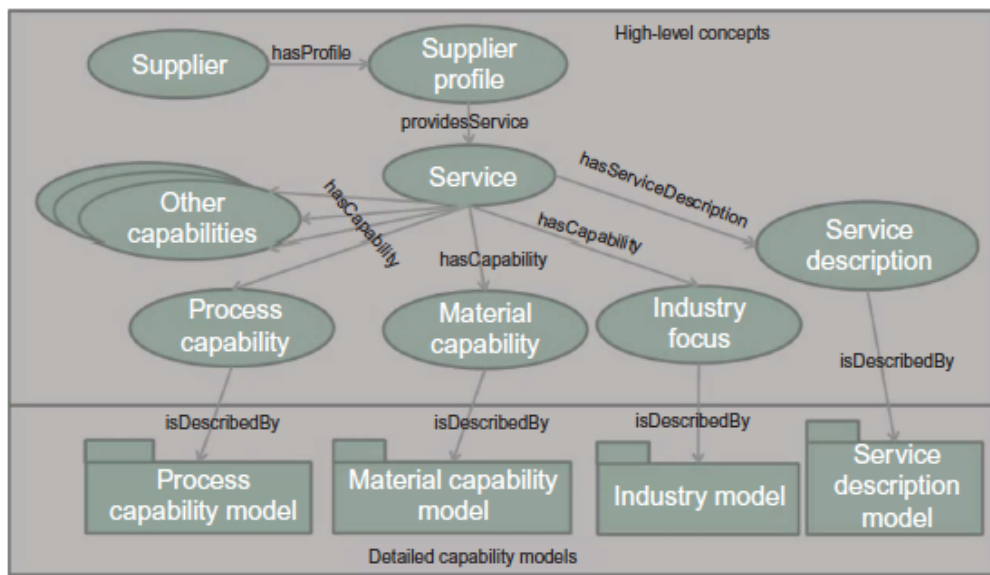 High-level concepts
Supplier
hasProfile
Supplier
profile
providesService
Service
hasServiceDescription
Other
capabilities
hasCapability
hasCapability
hasCapability
Service
description
Process
capability
Material
capability
Industry
focus
isDescribedBy
isDescribedBy
isDescribedBy
isDescribedBy
Process
capability model
Material capability
model
Industry model
Service
description
model
Detailed capability models